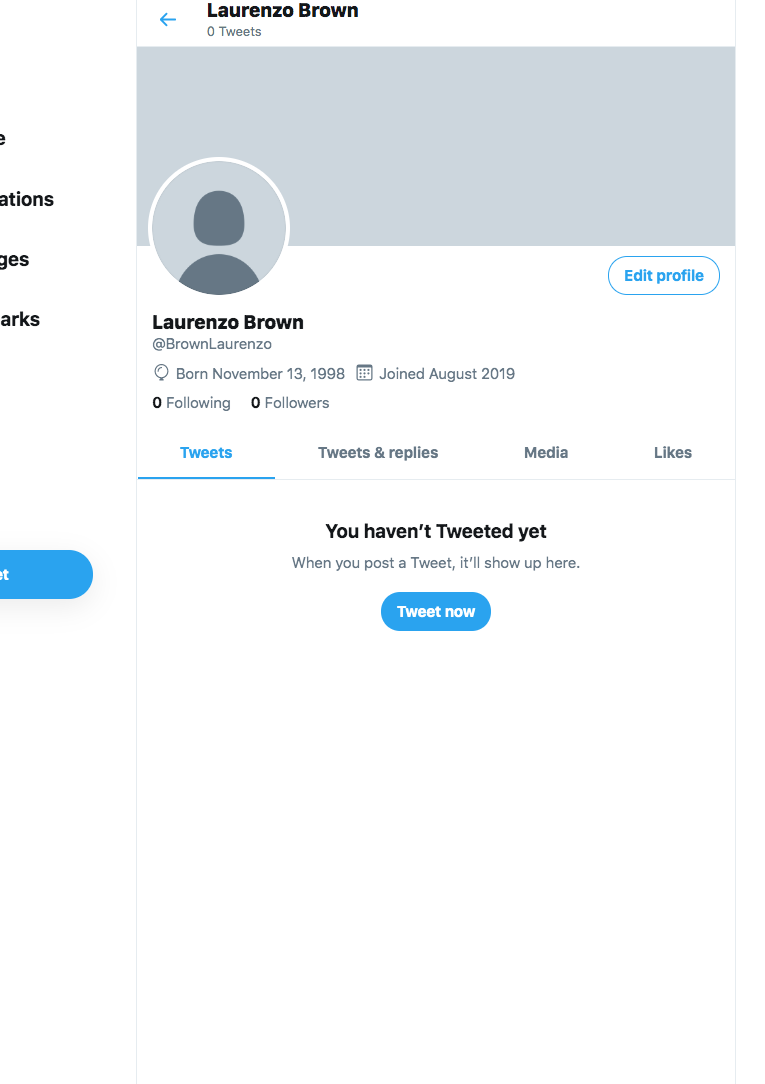 Laurenzo Brown
0 Tweets
e
ations
ges
arks
et
Edit profile
Laurenzo Brown
@BrownLaurenzo
Born November 13, 1998 Joined August 2019
0 Following 0 Followers
Tweets Tweets & replies Media Likes
You haven’t Tweeted yet
When you post a Tweet, it’ll show up here.
Tweet now